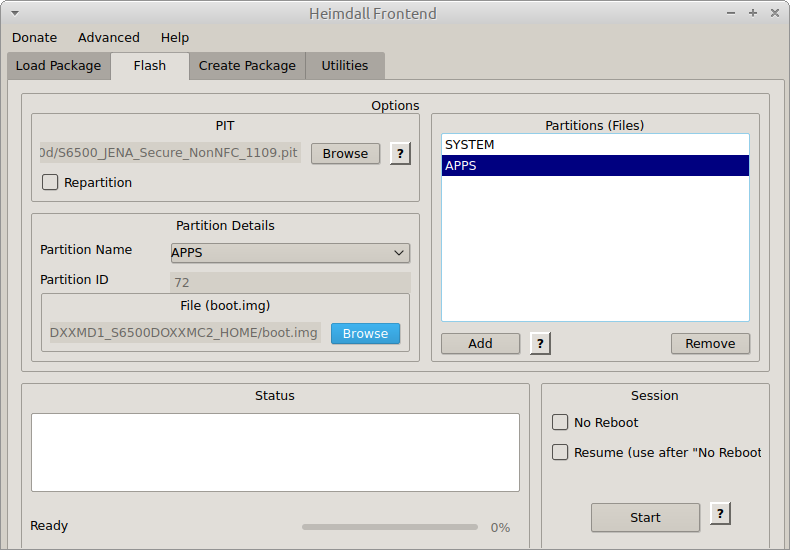 Heimdall Frontend
Donate Advanced Help
Load Package Flash Create Package Utilities
Options
PIT
0d/S6500_JENA_Secure_NonNFC_1109.pit Browse ?
Repartition
Partitions (Files)
SYSTEM
APPS
Add ? Remove
Partition Details
Partition Name APPS
Partition ID 72
File (boot.img)
DXXMD1_S6500DOXXMC2_HOME/boot.img Browse
Status
Ready 0%
Session
No Reboot
Resume (use after "No Reboot
Start ?